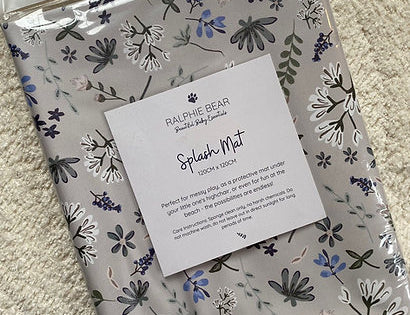 RALPHIE BEAR
Beautiful Baby Essentials
Splash Mat
120CM x 120CM
Perfect for messy play, as a protective mat under
your little one's highchair, or even for fun at the
beach - the possibilities are endless!
Care Instructions: Sponge clean only, no harsh chemicals. Do
not machine wash, do not leave out in direct sunlight for long
periods of time.